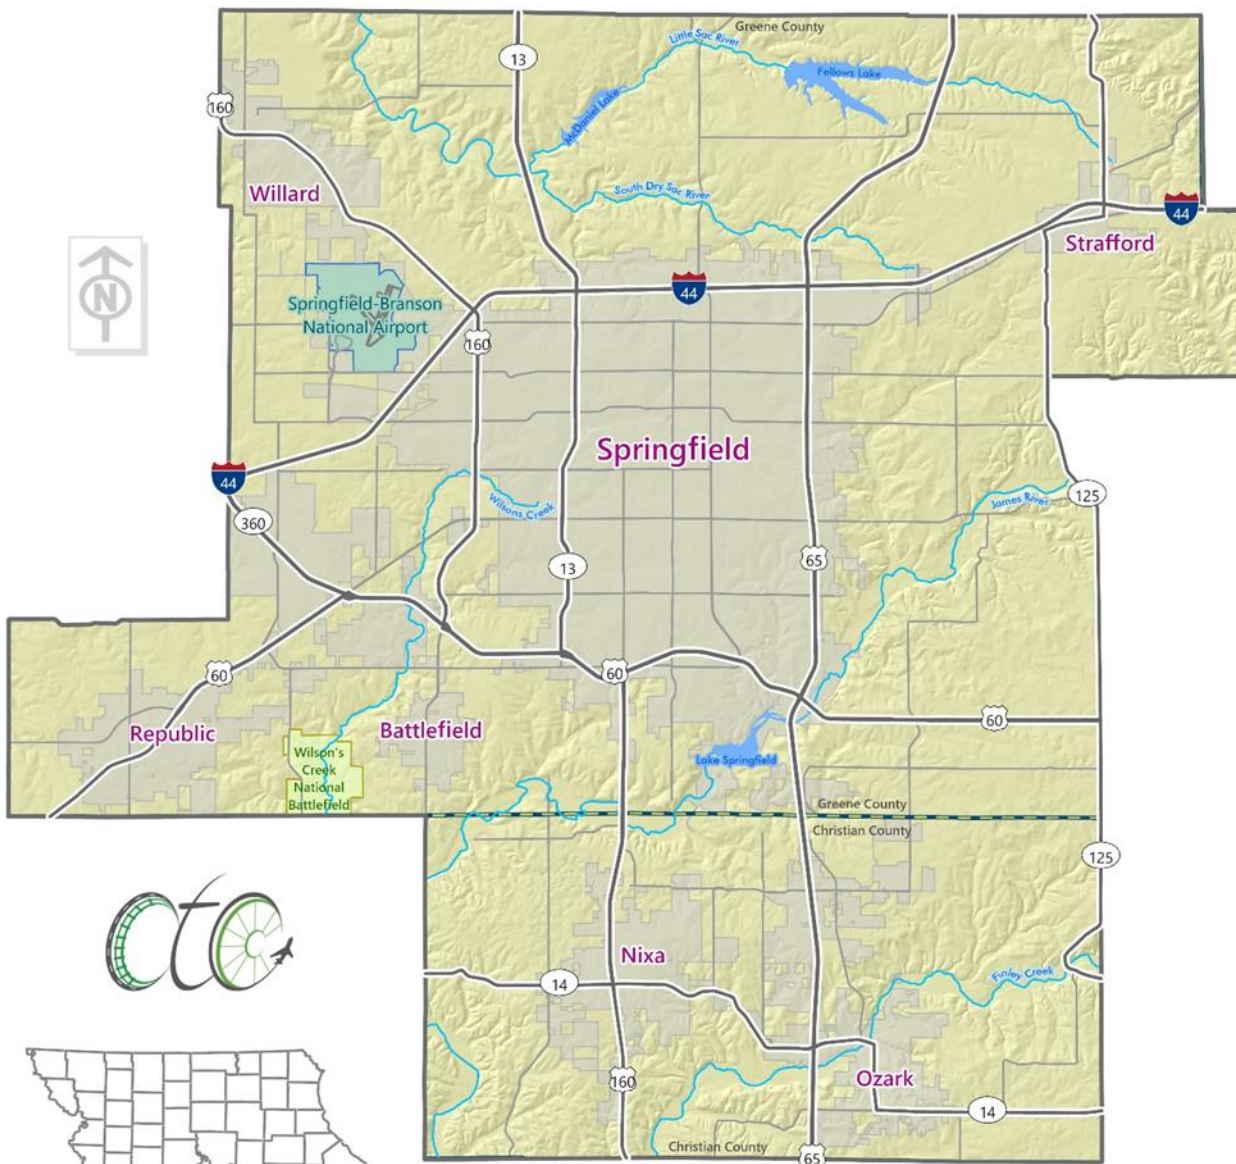 Greene County
Little Sac River
13
Fellows Lake
160
McDaniel Lake
Willard
South Dry Sac River
44
Strafford
N
44
Springfield-Branson
National Airport
160
Springfield
44
125
Wilsons Creek
James River
360
65
13
60
60
60
Republic
Battlefield
Wilson's
Creek
National
Battlefield
Lake Springfield
Greene County
Christian County
125
cto
Nixa
14
Finley Creek
160
Ozark
14
Christian County
65